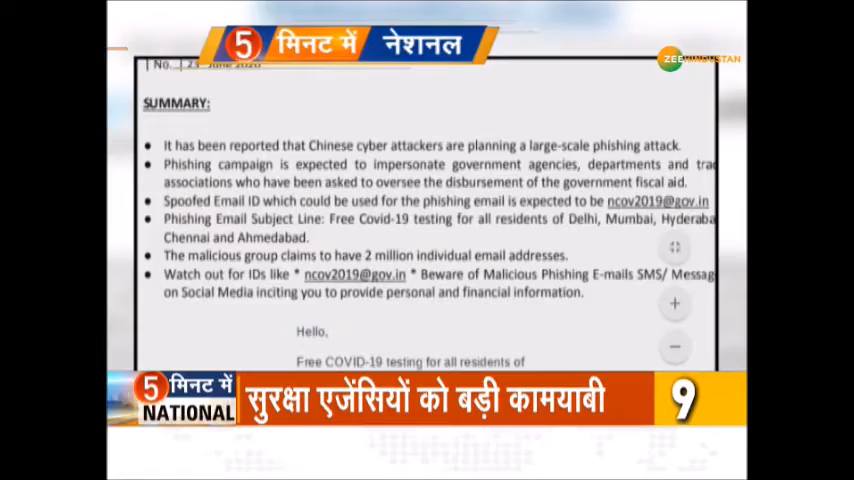 5 मिनट में नेशनल
ZEE HINDUSTAN
No.
SUMMARY:
• It has been reported that Chinese cyber attackers are planning a large-scale phishing attack.
• Phishing campaign is expected to impersonate government agencies, departments and
associations who have been asked to oversee the disbursement of the government fiscal aid.
• Spoofed Email ID which could be used for the phishing email is expected to be ncov2019@gov.in
• Phishing Email Subject Line: Free Covid-19 testing for all residents of Delhi, Mumbai, Hyderaba
Chennai and Ahmedabad.
• The malicious group claims to have 2 million individual email addresses.
• Watch out for IDs like * ncov2019@gov.in * Beware of Malicious Phishing E-mails SMS/ Messag
on Social Media inciting you to provide personal and financial information.
Hello,
Free COVID-19 testing for all residents of
5 मिनट में
NATIONAL
सुरक्षा एजेंसियों को बड़ी कामयाबी
9